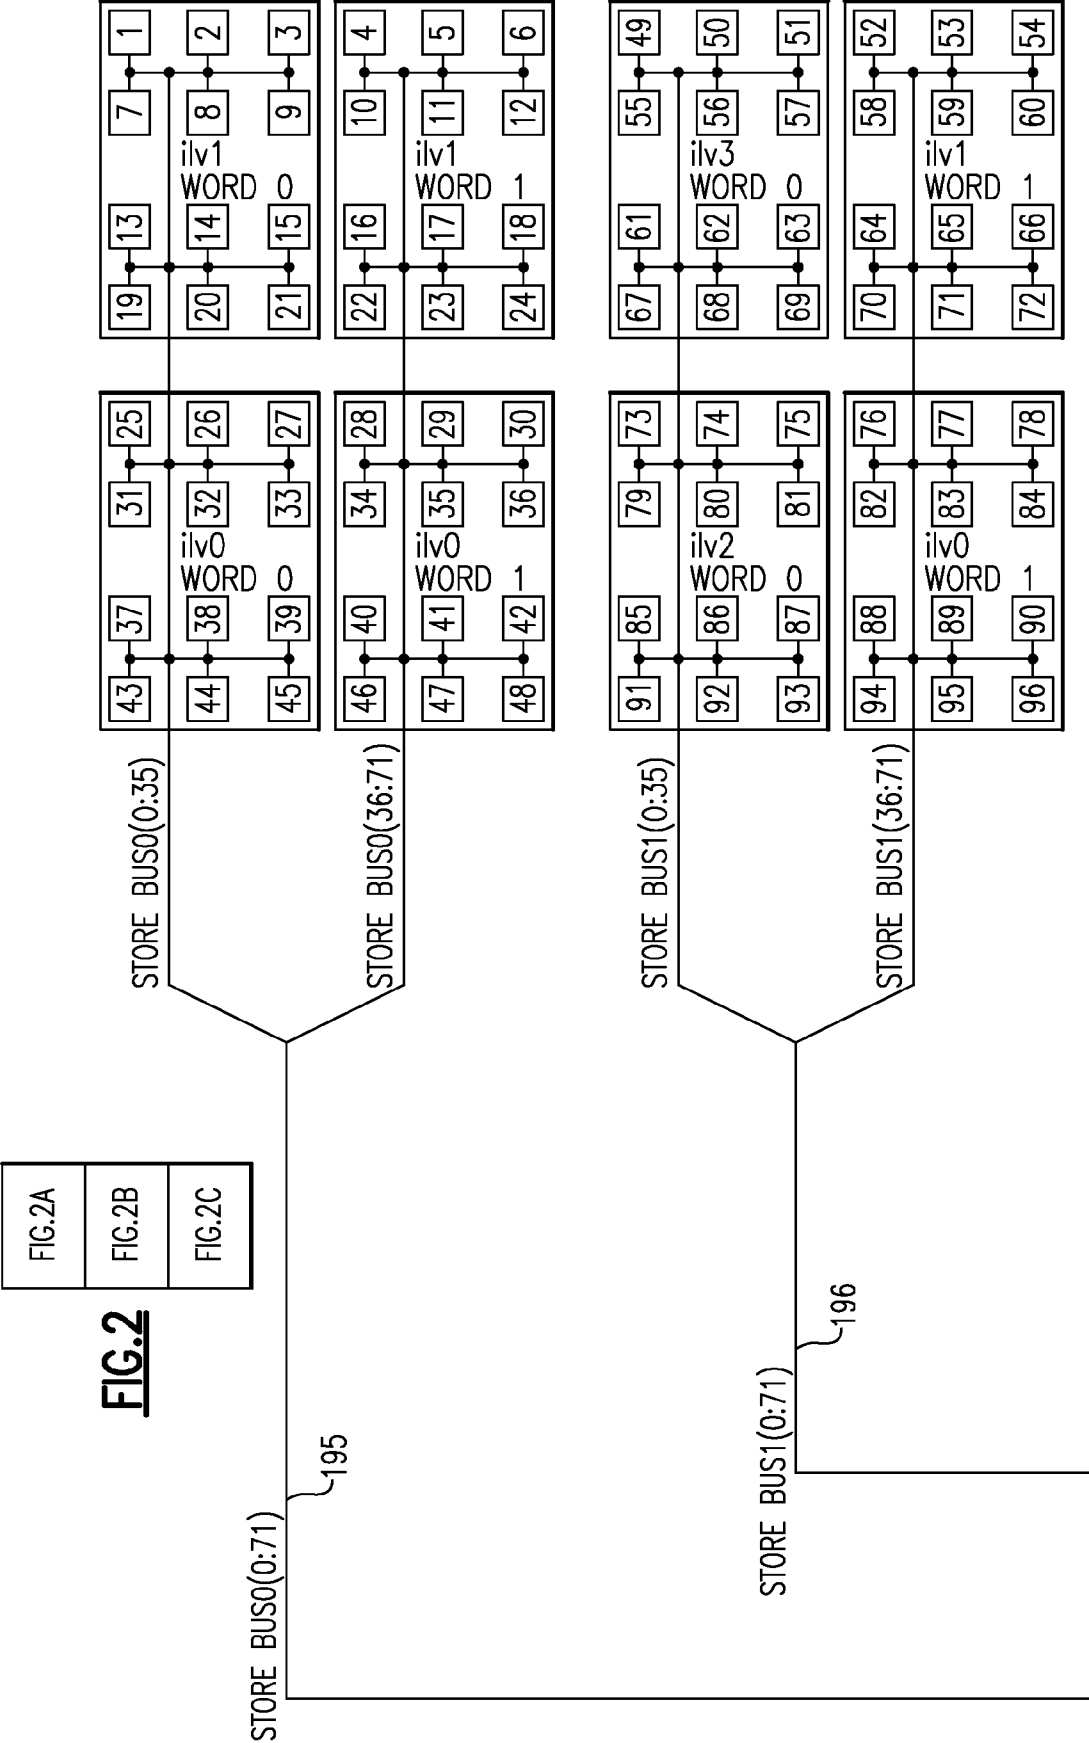 1 2 3
7 8 9
ilv1
WORD 0
13 14 15
19 20 21
4 5 6
10 11 12
ilv1
WORD 1
16 17 18
22 23 24
49 50 51
55 56 57
ilv3
WORD 0
61 62 63
67 68 69
52 53 54
58 59 60
ilv1
WORD 1
64 65 66
70 71 72
25 26 27
31 32 33
ilv0
WORD 0
37 38 39
43 44 45
28 29 30
34 35 36
ilv0
WORD 1
40 41 42
46 47 48
73 74 75
79 80 81
ilv2
WORD 0
85 86 87
91 92 93
76 77 78
82 83 84
ilv0
WORD 1
88 89 90
94 95 96
STORE BUS0(0:35)
STORE BUS0(36:71)
STORE BUS1(0:35)
STORE BUS1(36:71)
FIG.2A
FIG.2B
FIG.2C
FIG.2
195
196
STORE BUS0(0:71)
STORE BUS1(0:71)